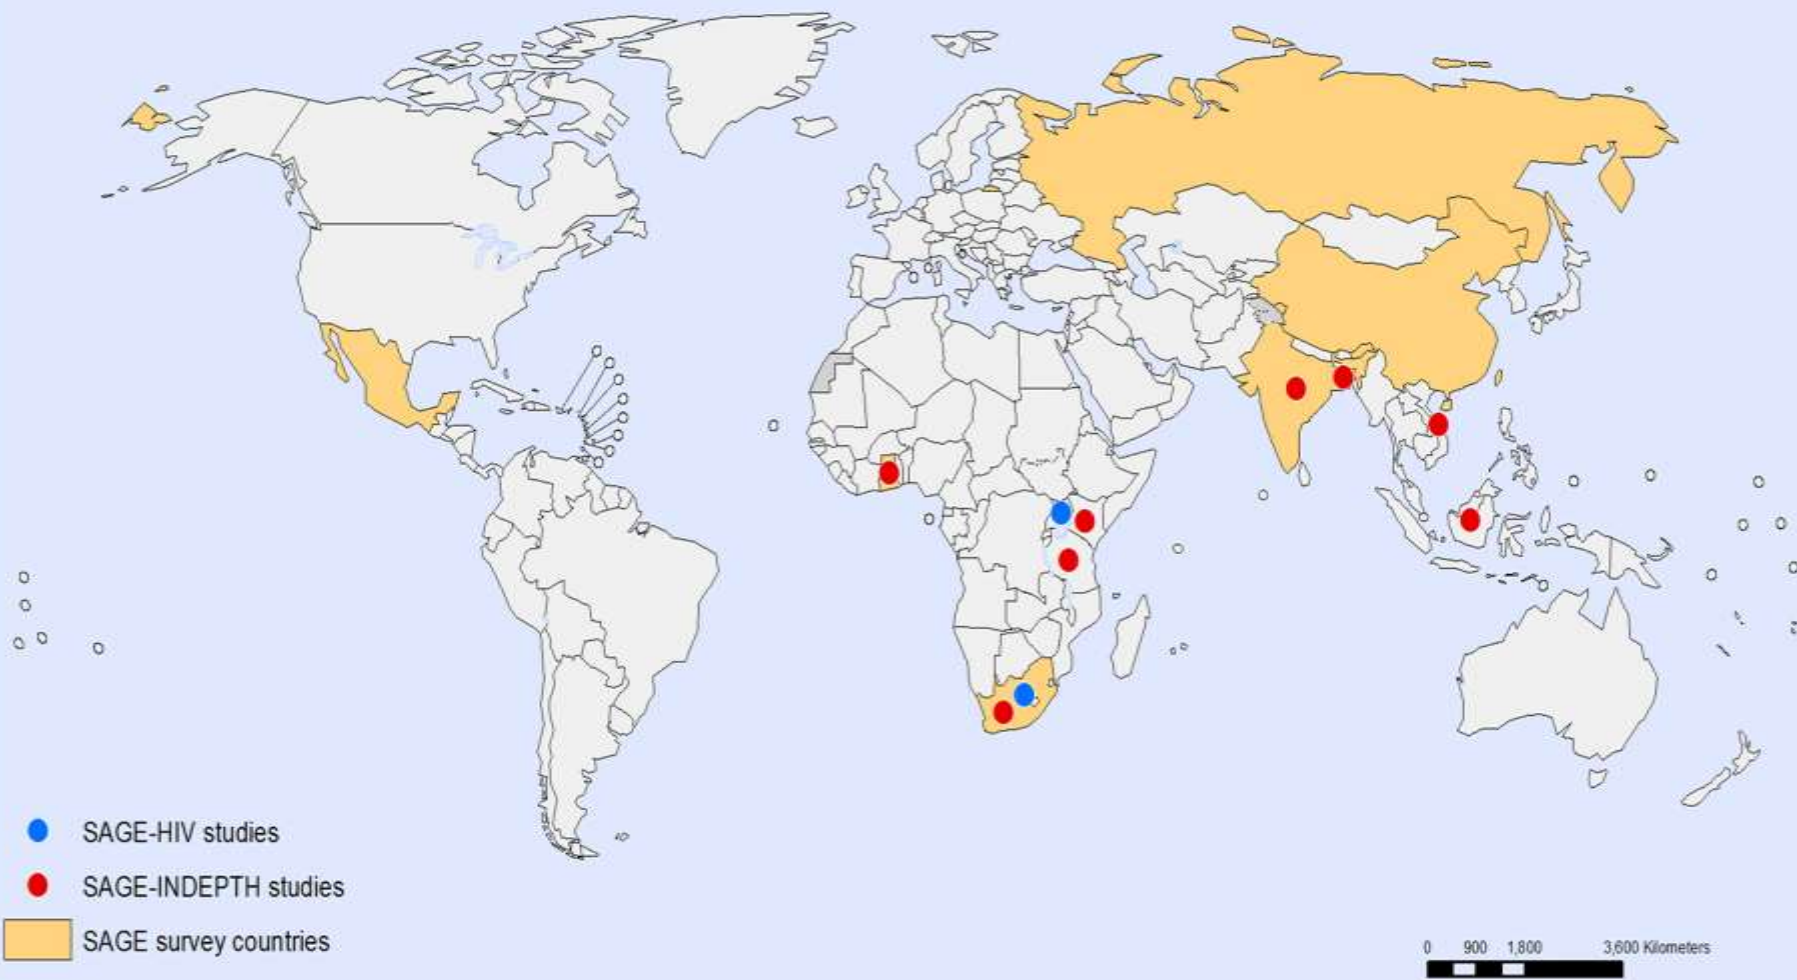 SAGE-HIV studies
SAGE-INDEPTH studies
SAGE survey countries
0 900 1,800 3,600 Kilometers